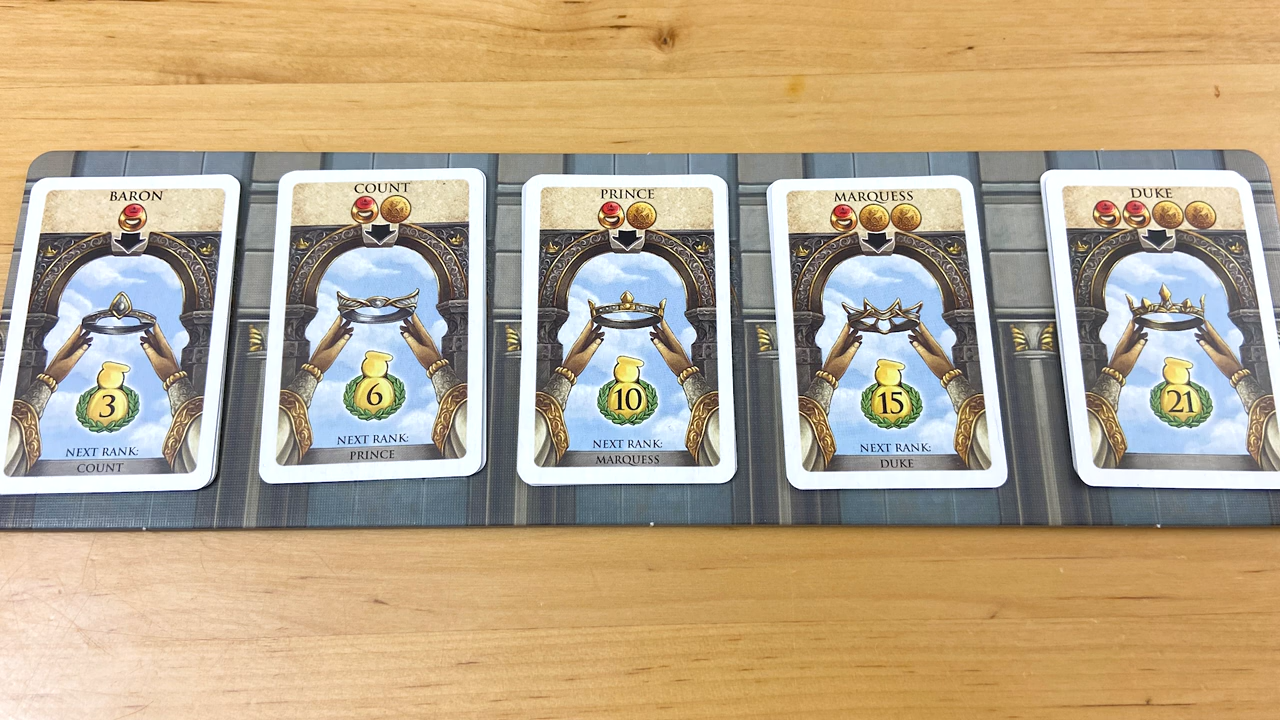 BARON
3
NEXT RANK:
COUNT
COUNT
6
NEXT RANK:
PRINCE
PRINCE
10
NEXT RANK:
MARQUESS
MARQUESS
15
NEXT RANK:
DUKE
DUKE
21